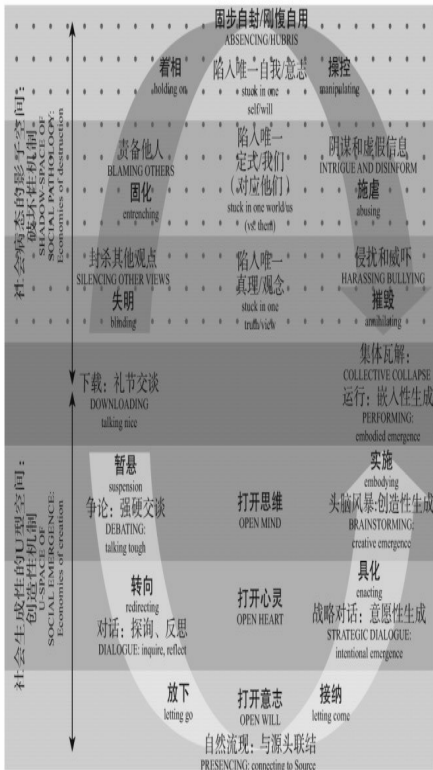 固步自封/刚愎自用
ABSENCING/HUBRIS
着相
holding on
陷入唯一自我/意志
stuck in one
self/will
操控
manipulating
责备他人
BLAMING OTHERS
固化
entrenching
陷入唯一
定式/我们
(对应他们)
stuck in one world/us
(vs them)
阴谋和虚假信息
INTRIGUE AND DISINFORM
施虐
abusing
封杀其他观点
SILENCING OTHER VIEWS
失明
blinding
陷入唯一
真理/观念
stuck in one
truth/view
侵扰和威吓
HARASSING BULLYING
摧毁
annihilating
社会病态的影子空间:
破坏性机制
SHADOW-SPACE OF
SOCIAL PATHOLOGY:
Economies of destruction
集体瓦解:
COLLECTIVE COLLAPSE
下载: 礼节交谈
DOWNLOADING
talking nice
运行: 嵌入性生成
PERFORMING:
embodied emergence
暂悬
suspension
实施
embodying
争论: 强硬交谈
DEBATING:
talking tough
打开思维
OPEN MIND
头脑风暴:创造性生成
BRAINSTORMING:
creative emergence
转向
redirecting
具化
enacting
对话: 探询、反思
DIALOGUE: inquire, reflect
打开心灵
OPEN HEART
战略对话: 意愿性生成
STRATEGIC DIALOGUE:
intentional emergence
放下
letting go
打开意志
OPEN WILL
接纳
letting come
自然流现: 与源头联结
PRESENCING: connecting to Source
社会生成性的U型空间:
创造性机制
U-SPACE OF
SOCIAL EMERGENCE:
Economies of creation